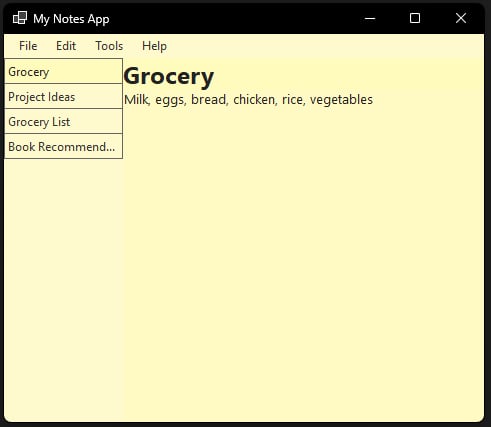 My Notes App
File Edit Tools Help
Grocery
Project Ideas
Grocery List
Book Recommend...
Grocery
Milk, eggs, bread, chicken, rice, vegetables